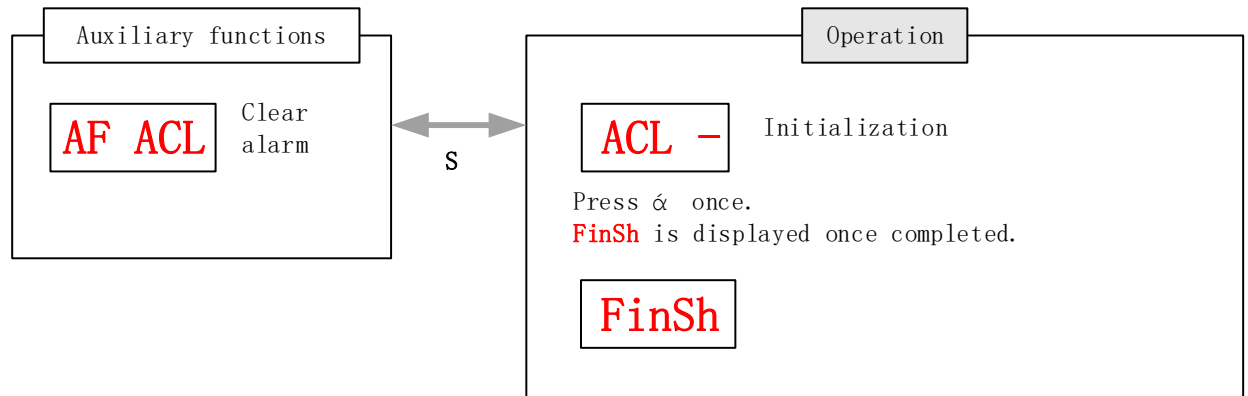 Auxiliary functions
AF ACL
Clear
alarm
S
Operation
ACL -
Initialization
Press ά once.
FinSh is displayed once completed.
FinSh